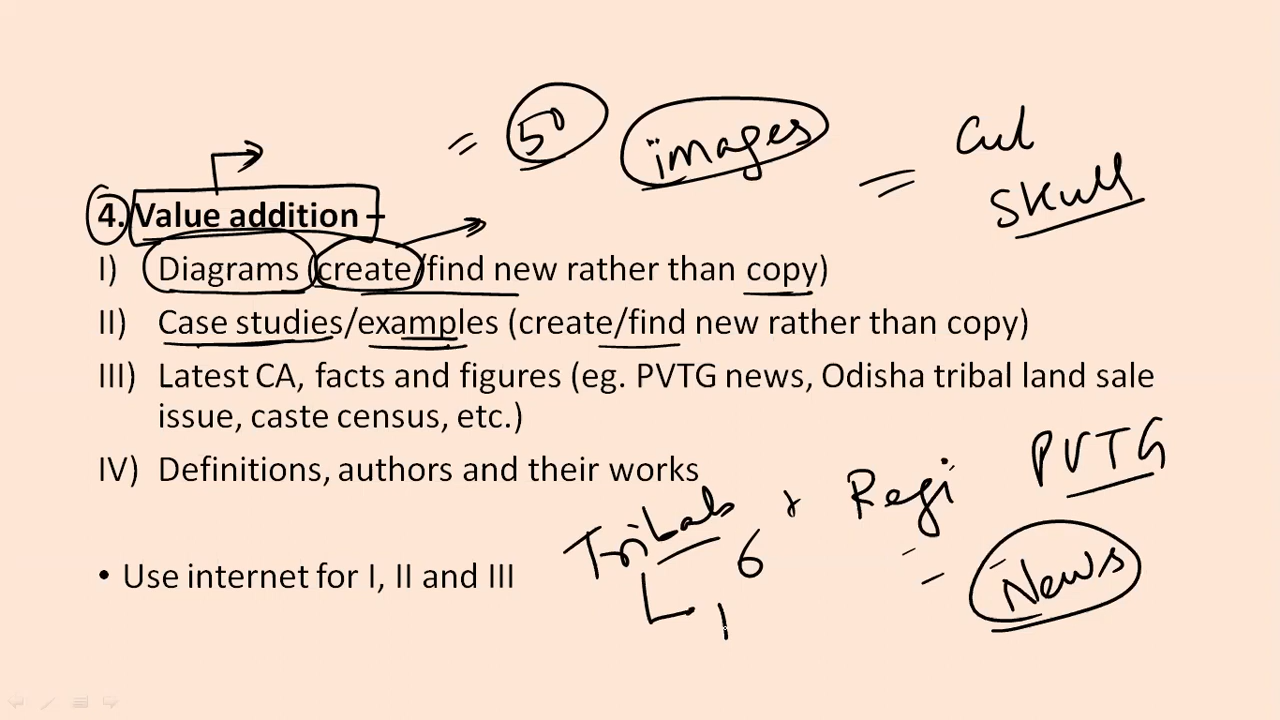 = 50 images = Cul
Skull
4. Value addition –
I) Diagrams (create/find new rather than copy)
II) Case studies/examples (create/find new rather than copy)
III) Latest CA, facts and figures (eg. PVTG news, Odisha tribal land sale
issue, caste census, etc.)
IV) Definitions, authors and their works
PVTG
Tribals
Regi
6
• Use internet for I, II and III
News
1